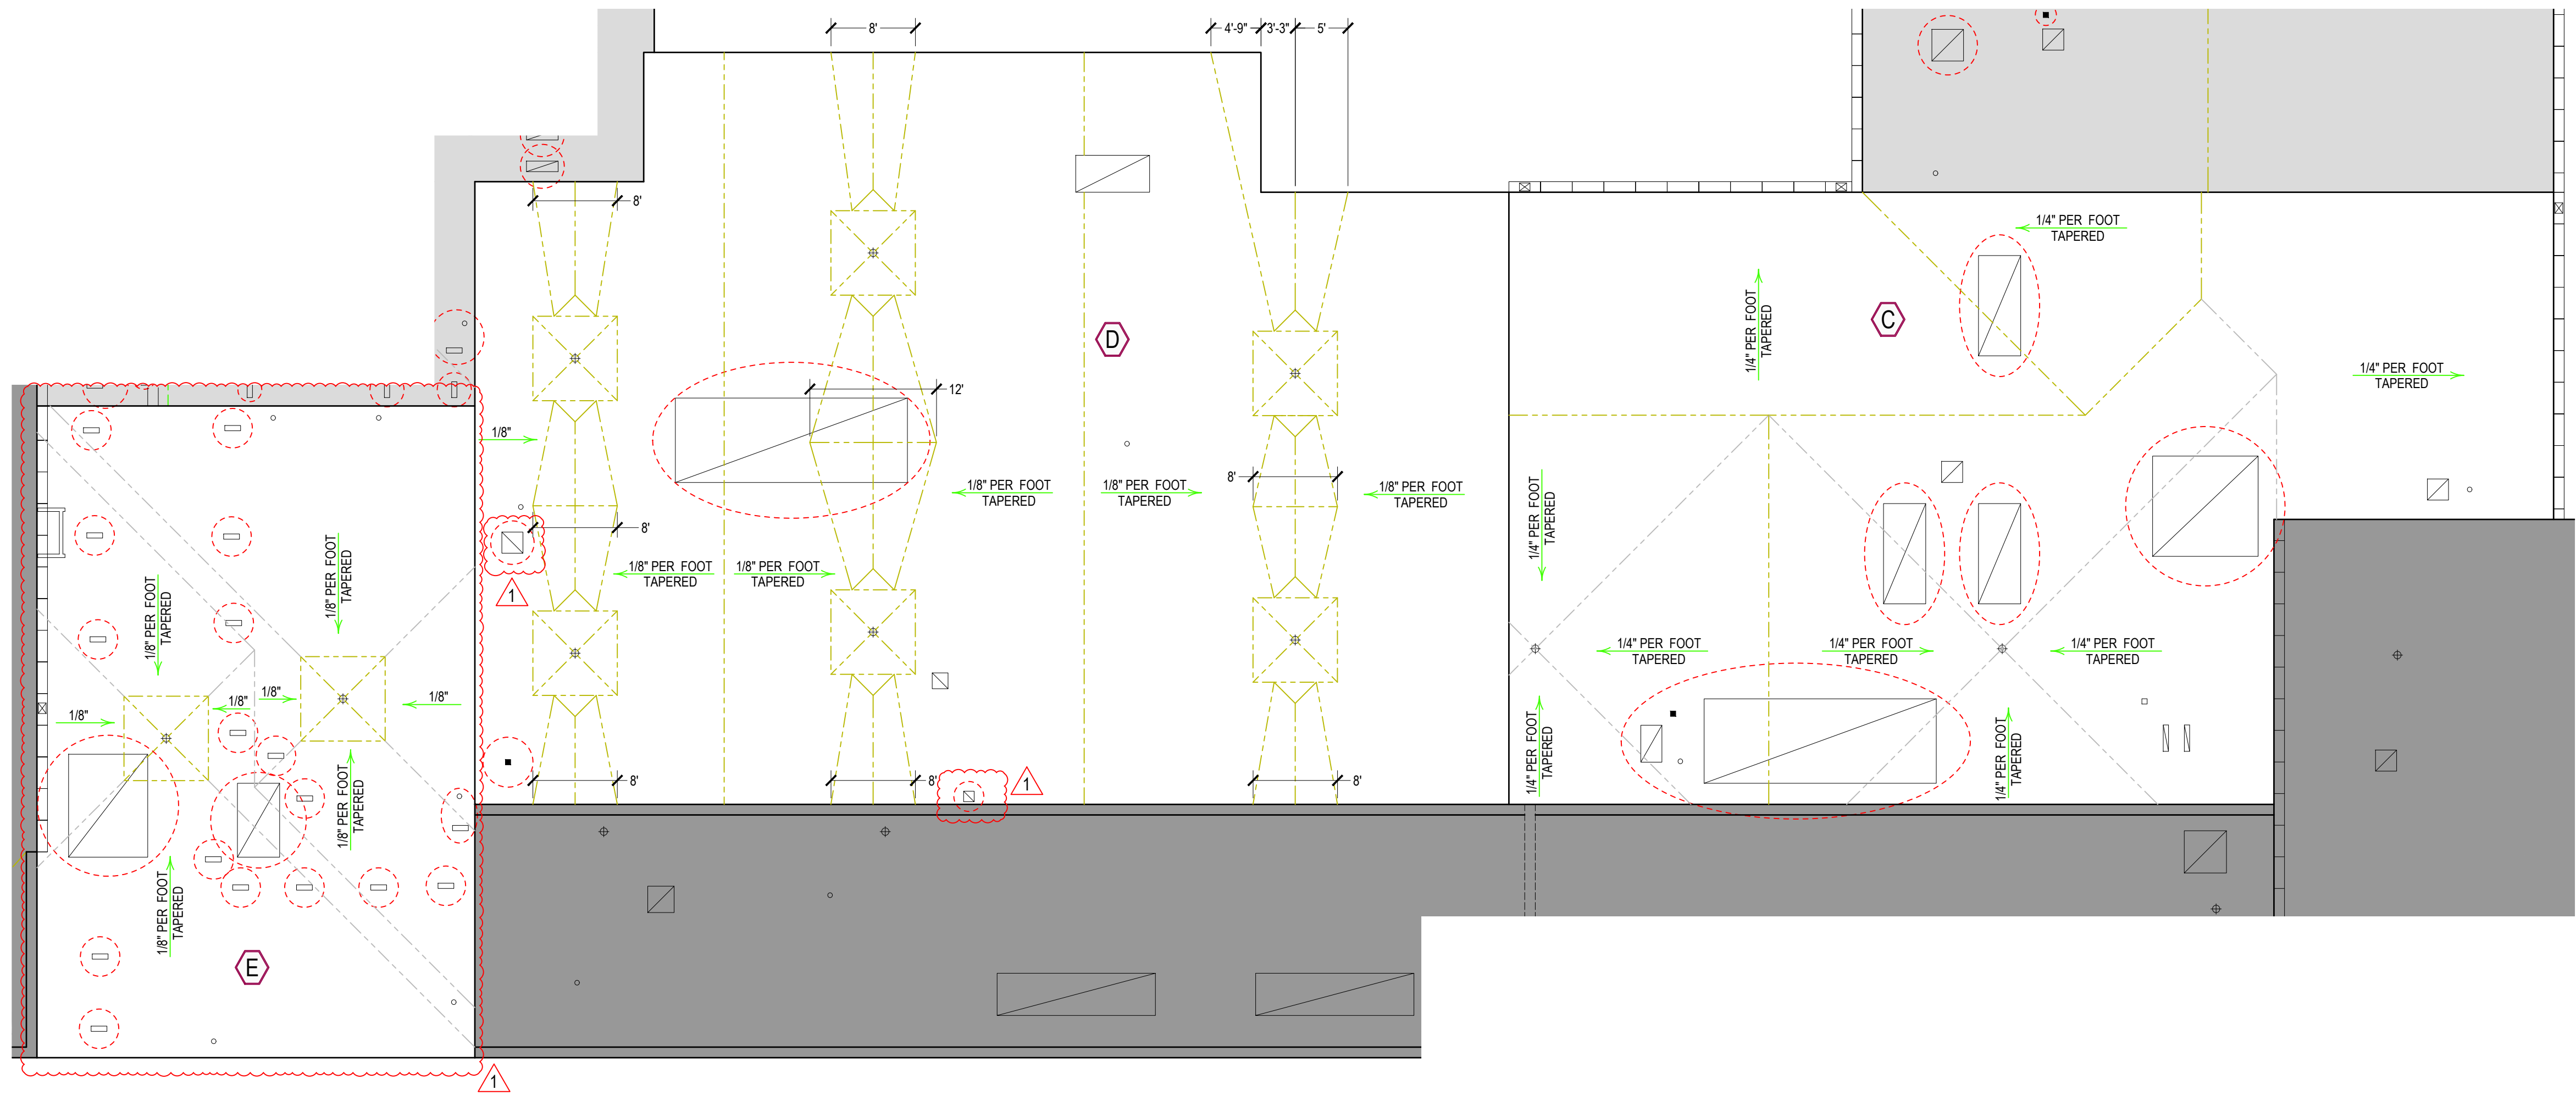 8'
4'-9"
3'-3"
5'
8'
1/4" PER FOOT
TAPERED
1/4" PER FOOT
TAPERED
C
D
1/4" PER FOOT
TAPERED
12'
1/8"
8'
1/8" PER FOOT
TAPERED
1/8" PER FOOT
TAPERED
1/8" PER FOOT
TAPERED
1/4" PER FOOT
TAPERED
8'
1/8" PER FOOT
TAPERED
1/8" PER FOOT
TAPERED
1/8" PER FOOT
TAPERED
1/8" PER FOOT
TAPERED
1
1/4" PER FOOT
TAPERED
1/4" PER FOOT
TAPERED
1/4" PER FOOT
TAPERED
1/8"
1/8"
1/8"
1/8"
1/4" PER FOOT
TAPERED
1/4" PER FOOT
TAPERED
8'
8'
1
8'
1/8" PER FOOT
TAPERED
1/8" PER FOOT
TAPERED
E
1